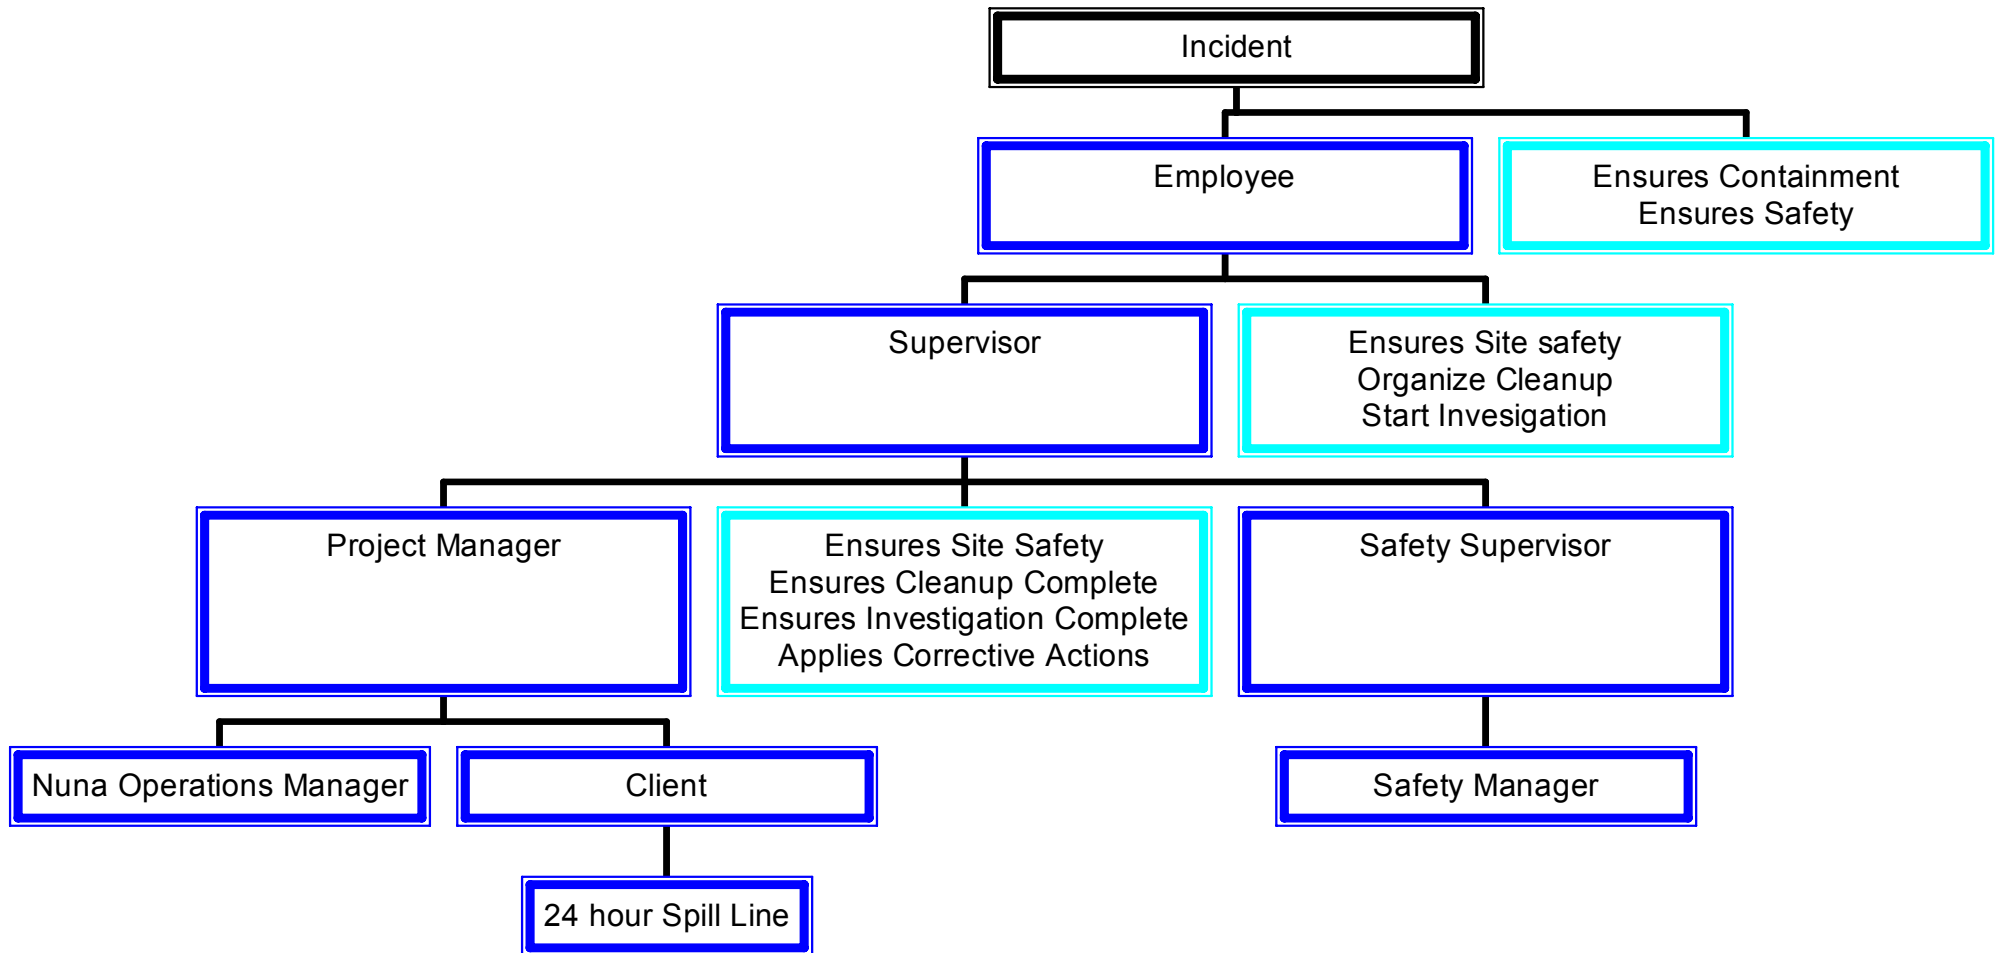 Incident
Employee
Ensures Containment
Ensures Safety
Supervisor
Ensures Site safety
Organize Cleanup
Start Invesigation
Project Manager
Ensures Site Safety
Ensures Cleanup Complete
Ensures Investigation Complete
Applies Corrective Actions
Safety Supervisor
Nuna Operations Manager
Client
Safety Manager
24 hour Spill Line